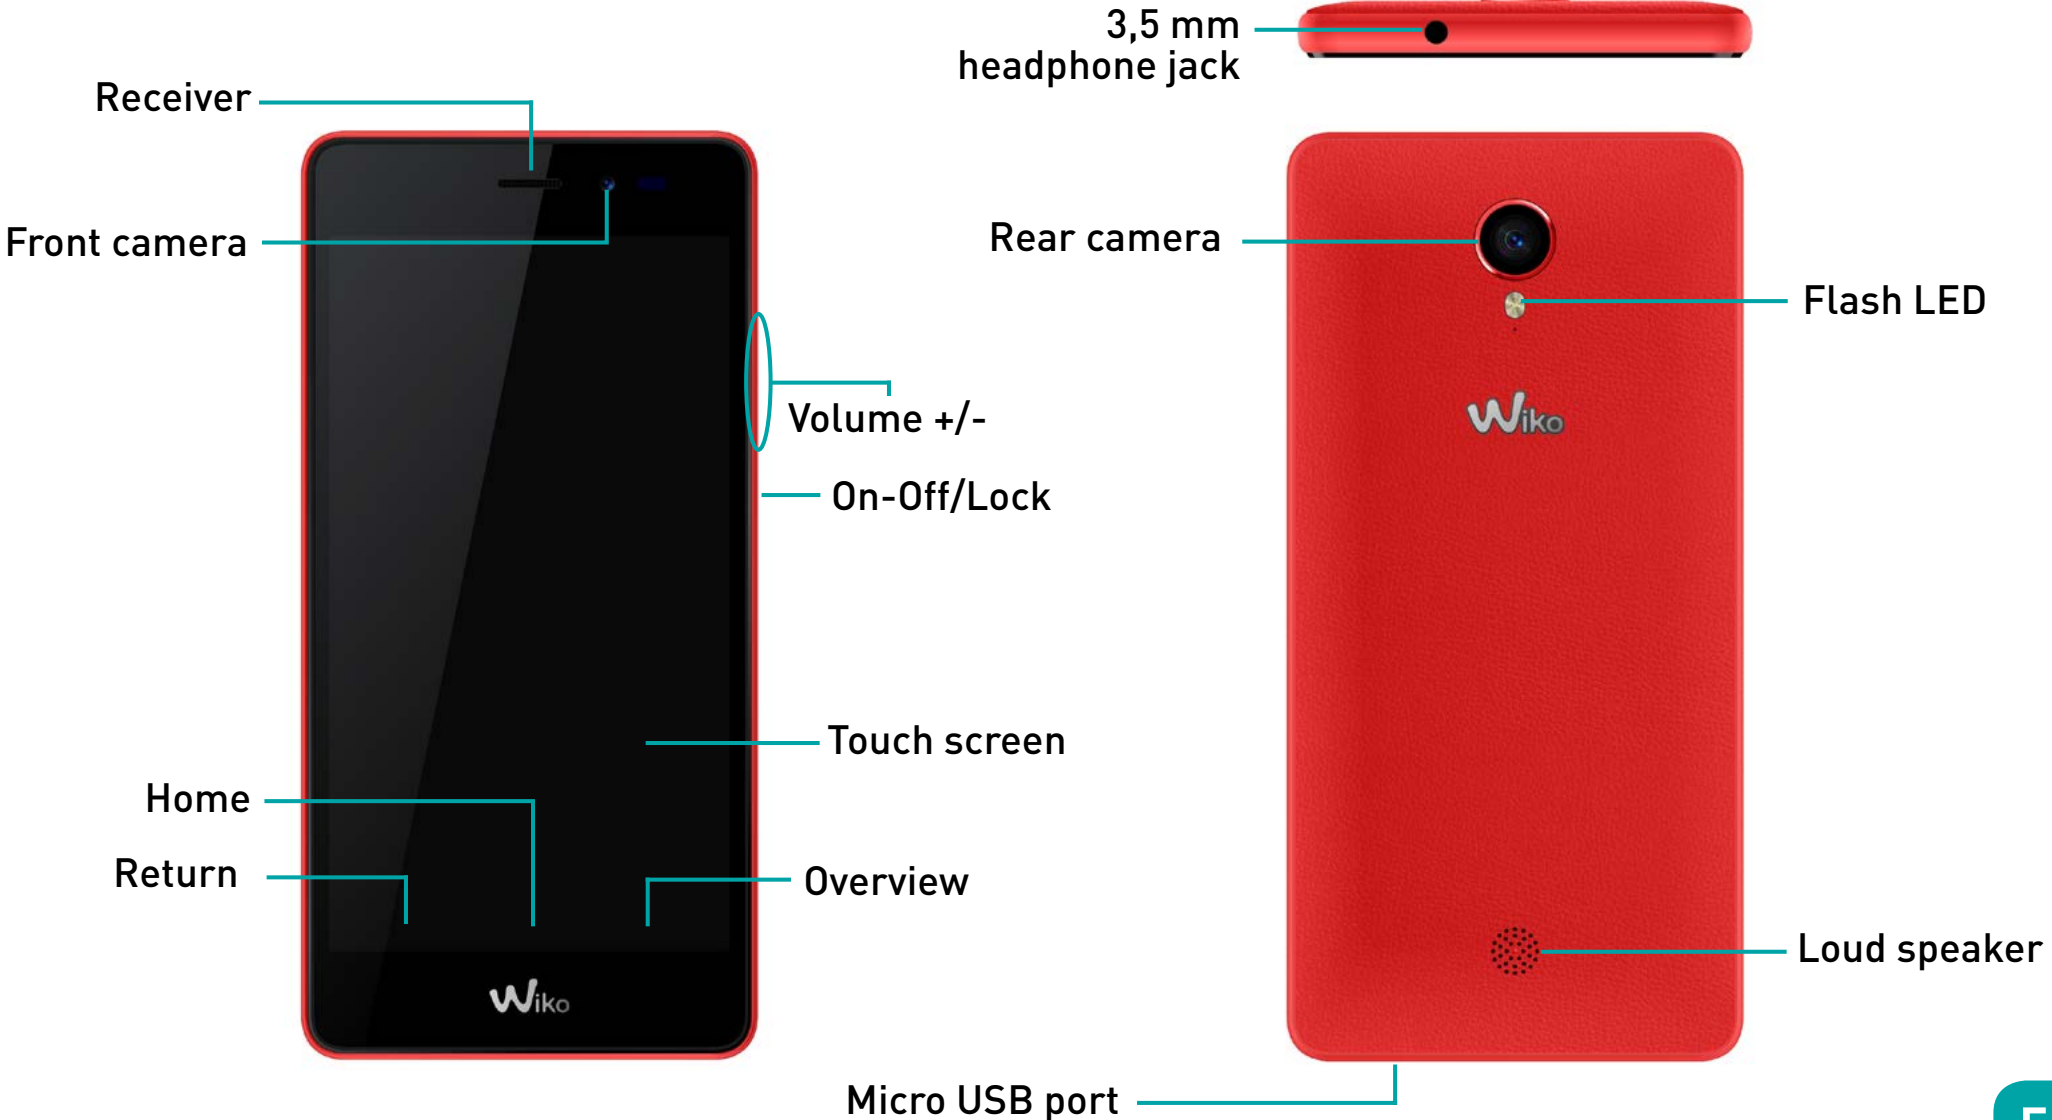 3,5 mm
headphone jack
Receiver
Front camera
Rear camera
Flash LED
Volume +/-
Wiko
On-Off/Lock
Touch screen
Home
Return
Overview
Loud speaker
Wiko
Micro USB port